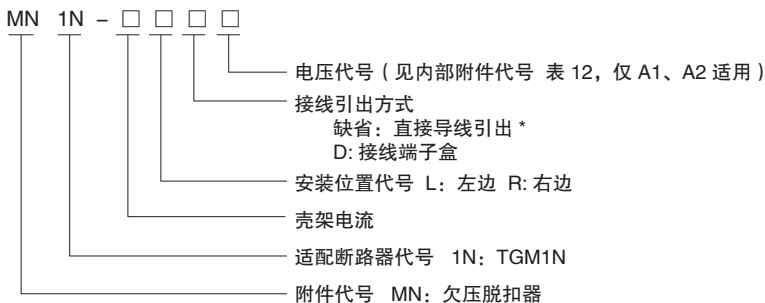 MN 1N – □ □ □ □
电压代号（见内部附件代号 表 12，仅 A1、A2 适用）
接线引出方式
缺省：直接导线引出 *
D: 接线端子盒
安装位置代号 L：左边 R: 右边
壳架电流
适配断路器代号 1N：TGM1N
附件代号 MN：欠压脱扣器